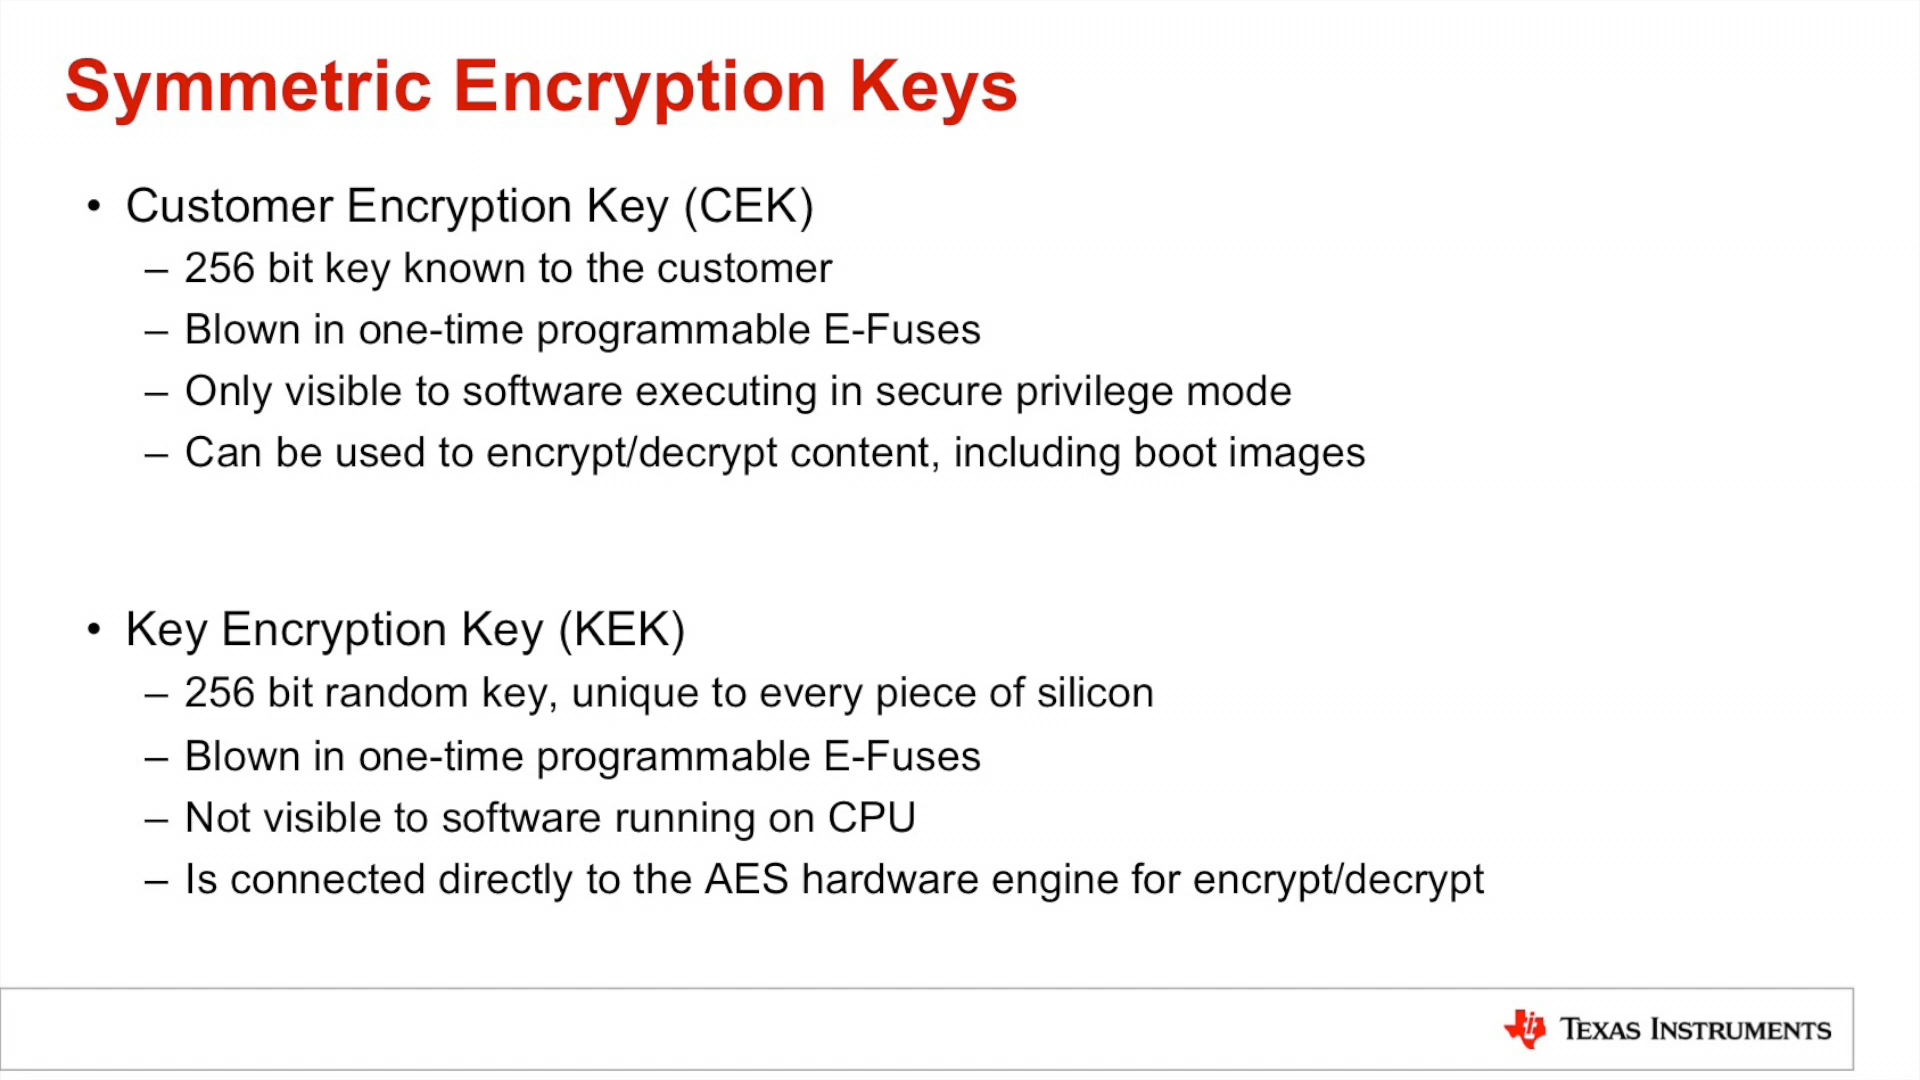 Symmetric Encryption Keys
• Customer Encryption Key (CEK)
– 256 bit key known to the customer
– Blown in one-time programmable E-Fuses
– Only visible to software executing in secure privilege mode
– Can be used to encrypt/decrypt content, including boot images
• Key Encryption Key (KEK)
– 256 bit random key, unique to every piece of silicon
– Blown in one-time programmable E-Fuses
– Not visible to software running on CPU
– Is connected directly to the AES hardware engine for encrypt/decrypt
TEXAS INSTRUMENTS